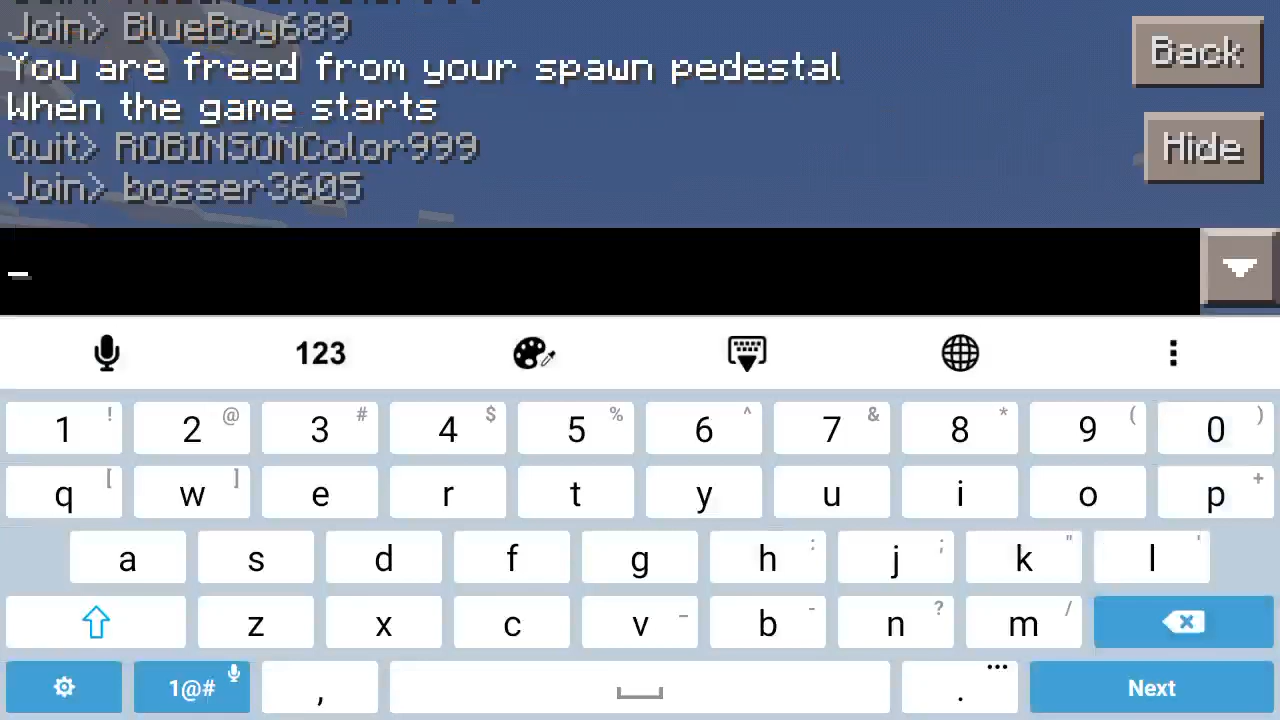 Join> BlueBoy689
You are freed from your spawn pedestal
When the game starts
Quit> ROBINSONColor999
Join> bosser3605
Back
Hide
_
123
1 ! 2 @ 3 # 4 $ 5 % 6 ^ 7 & 8 * 9 ( 0 )
q [ w ] e r t y u i o p +
a s d f g h : j ; k " l '
z x c v _ b - n ? m /
1@# , . ... Next